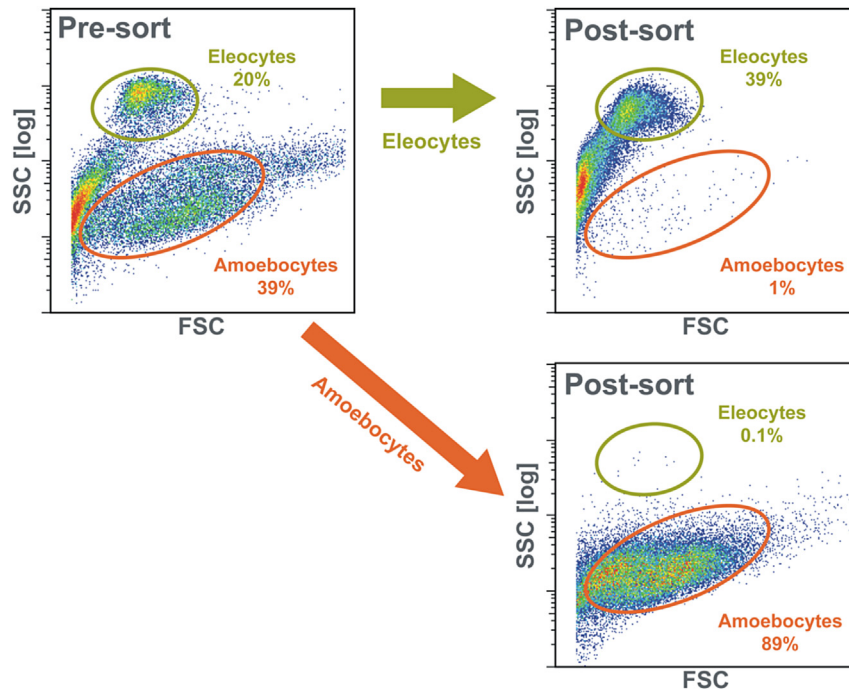 Pre-sort
Eleocytes
20%
SSC [log]
Amoebocytes
39%
FSC
Eleocytes
Post-sort
Eleocytes
39%
SSC [log]
Amoebocytes
1%
FSC
Amoebocytes
Post-sort
Eleocytes
0.1%
SSC [log]
Amoebocytes
89%
FSC